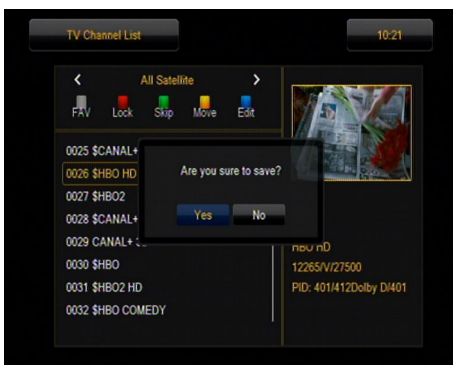 TV Channel List
10:21
All Satellite
FAV Lock Skip Move Edit
0025 $CANAL+
0026 $HBO HD
0027 $HBO2
0028 $CANAL+
0029 CANAL+
0030 $HBO
0031 $HBO2 HD
0032 $HBO COMEDY
Are you sure to save?
Yes No
HBO HD
12265/V/27500
PID: 401/412Dolby D/401